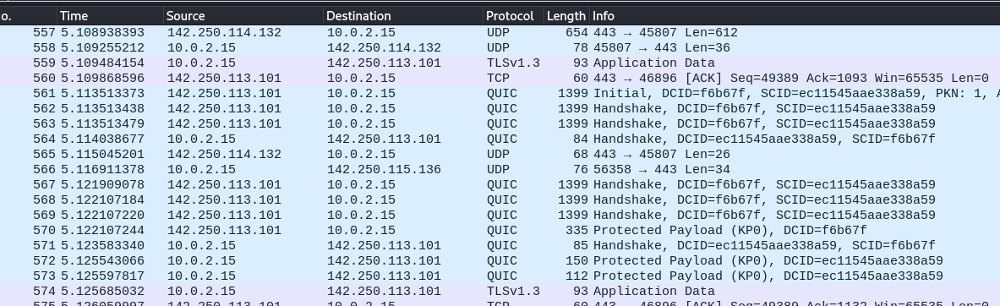 o. Time Source Destination Protocol Length Info
557 5.108938393 142.250.114.132 10.0.2.15 UDP 654 443 → 45807 Len=612
558 5.109255212 10.0.2.15 142.250.114.132 UDP 78 45807 → 443 Len=36
559 5.109484154 10.0.2.15 142.250.113.101 TLSv1.3 93 Application Data
560 5.109868596 142.250.113.101 10.0.2.15 TCP 60 443 → 46896 [ACK] Seq=49389 Ack=1093 Win=65535 Len=0
561 5.113513373 142.250.113.101 10.0.2.15 QUIC 1399 Initial, DCID=f6b67f, SCID=ec11545aae338a59, PKN: 1, A
562 5.113513438 142.250.113.101 10.0.2.15 QUIC 1399 Handshake, DCID=f6b67f, SCID=ec11545aae338a59
563 5.113513479 142.250.113.101 10.0.2.15 QUIC 1399 Handshake, DCID=f6b67f, SCID=ec11545aae338a59
564 5.114038677 10.0.2.15 142.250.113.101 QUIC 84 Handshake, DCID=ec11545aae338a59, SCID=f6b67f
565 5.115045201 142.250.114.132 10.0.2.15 UDP 68 443 → 45807 Len=26
566 5.116911378 10.0.2.15 142.250.115.136 UDP 76 56358 → 443 Len=34
567 5.121909078 142.250.113.101 10.0.2.15 QUIC 1399 Handshake, DCID=f6b67f, SCID=ec11545aae338a59
568 5.122107184 142.250.113.101 10.0.2.15 QUIC 1399 Handshake, DCID=f6b67f, SCID=ec11545aae338a59
569 5.122107220 142.250.113.101 10.0.2.15 QUIC 1399 Handshake, DCID=f6b67f, SCID=ec11545aae338a59
570 5.122107244 142.250.113.101 10.0.2.15 QUIC 335 Protected Payload (KP0), DCID=f6b67f
571 5.123583340 10.0.2.15 142.250.113.101 QUIC 85 Handshake, DCID=ec11545aae338a59, SCID=f6b67f
572 5.125543066 10.0.2.15 142.250.113.101 QUIC 150 Protected Payload (KP0), DCID=ec11545aae338a59
573 5.125597817 10.0.2.15 142.250.113.101 QUIC 112 Protected Payload (KP0), DCID=ec11545aae338a59
574 5.125685032 10.0.2.15 142.250.113.101 TLSv1.3 93 Application Data
575 5.126059997 142.250.113.101 10.0.2.15 TCP 60 443 → 46896 [ACK] Seq=49389 Ack=1132 Win=65535 Len=0